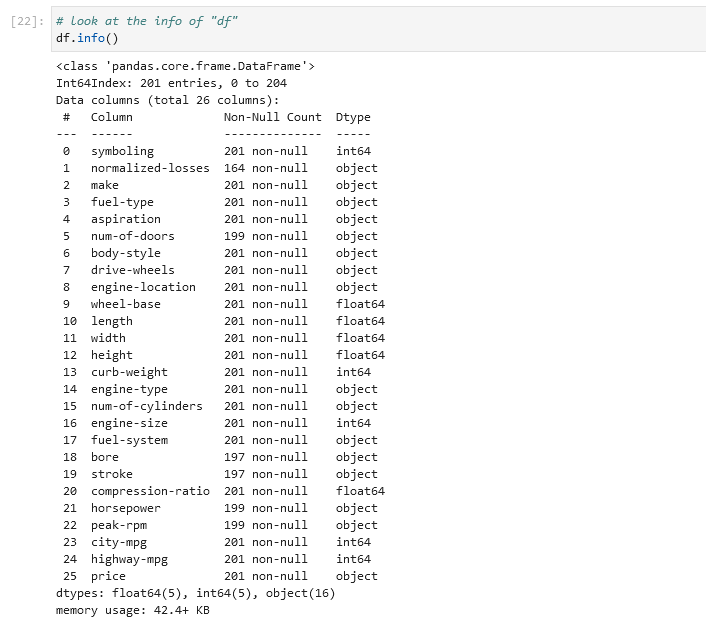 [22]: # look at the info of "df"
df.info()
<class 'pandas.core.frame.DataFrame'>
Int64Index: 201 entries, 0 to 204
Data columns (total 26 columns):
 #   Column             Non-Null Count  Dtype
---  ------             --------------  -----
 0   symboling          201 non-null    int64
 1   normalized-losses  164 non-null    object
 2   make               201 non-null    object
 3   fuel-type          201 non-null    object
 4   aspiration         201 non-null    object
 5   num-of-doors       199 non-null    object
 6   body-style         201 non-null    object
 7   drive-wheels       201 non-null    object
 8   engine-location    201 non-null    object
 9   wheel-base         201 non-null    float64
 10  length             201 non-null    float64
 11  width              201 non-null    float64
 12  height             201 non-null    float64
 13  curb-weight        201 non-null    int64
 14  engine-type        201 non-null    object
 15  num-of-cylinders   201 non-null    object
 16  engine-size        201 non-null    int64
 17  fuel-system        201 non-null    object
 18  bore               197 non-null    object
 19  stroke             197 non-null    object
 20  compression-ratio  201 non-null    float64
 21  horsepower         199 non-null    object
 22  peak-rpm           199 non-null    object
 23  city-mpg           201 non-null    int64
 24  highway-mpg        201 non-null    int64
 25  price              201 non-null    object
dtypes: float64(5), int64(5), object(16)
memory usage: 42.4+ KB